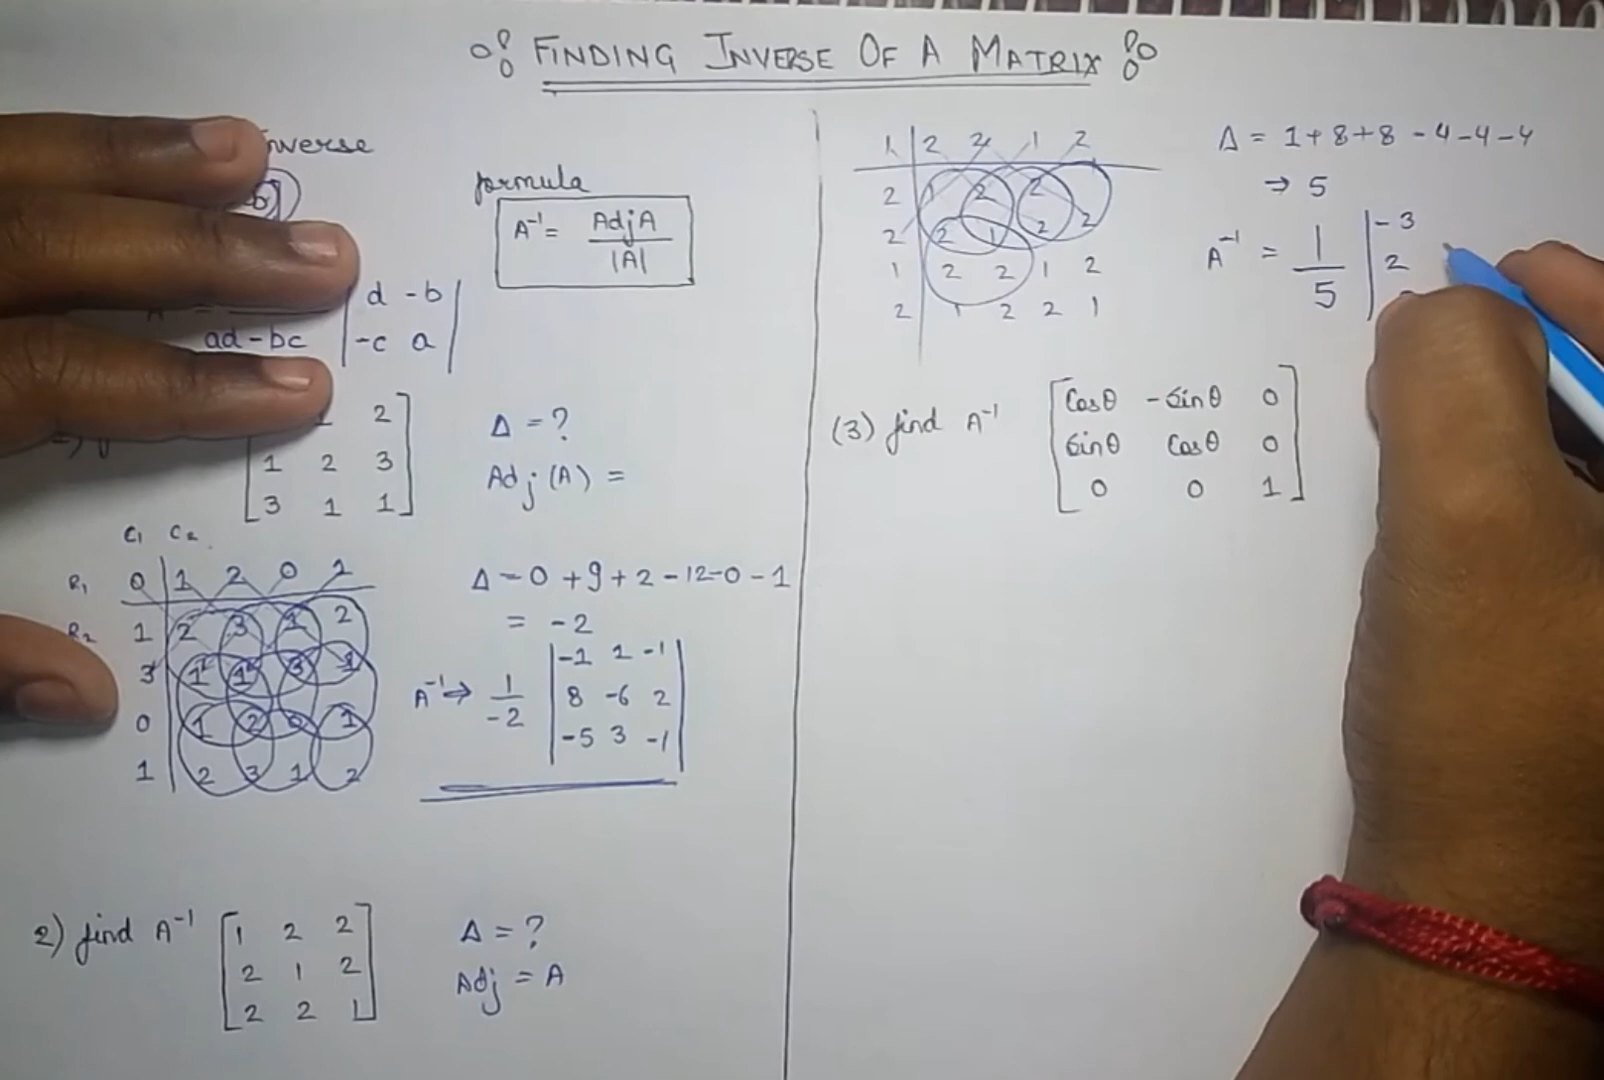 FINDING INVERSE OF A MATRIX
nverse
formula
A⁻¹ = AdjA / |A|
d -b
ad-bc
-c a
2
1 2 3
3 1 1
Δ = ?
Adj(A) =
C₁ C₂
R₁ 0 1 2 0 1
R₂ 1 2 3 1 2
3 1 1 3 1
0 1 2 0 1
1 2 3 1 2
Δ = 0 + 9 + 2 - 12 - 0 - 1
= -2
A⁻¹ ⇒ 1 / -2
-1 1 -1
8 -6 2
-5 3 -1
2) find A⁻¹
1 2 2
2 1 2
2 2 1
Δ = ?
Adj = A
1 2 2 1 2
2 1 2 2
2 2 1 2 2
1 2 2 1 2
2 1 2 2 1
Δ = 1 + 8 + 8 - 4 - 4 - 4
→ 5
A⁻¹ = 1 / 5
-3
2
(3) find A⁻¹
Cosθ -Sinθ 0
Sinθ Cosθ 0
0 0 1